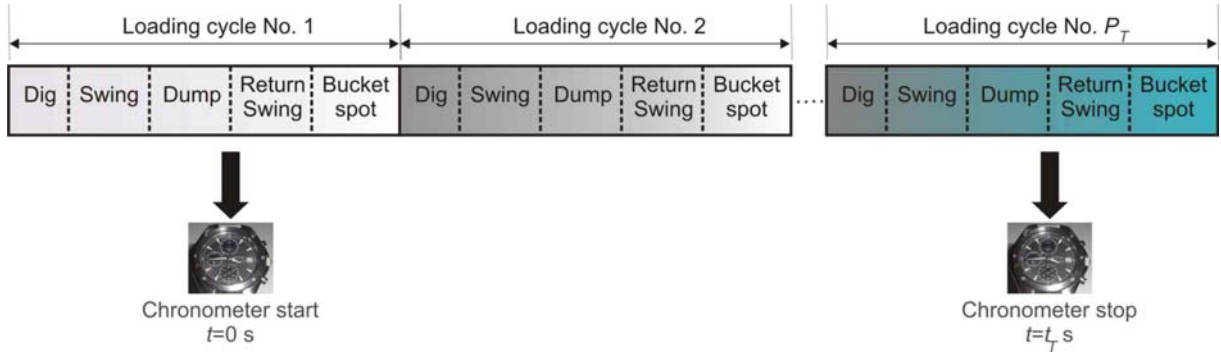 Loading cycle No. 1
Loading cycle No. 2
Loading cycle No. P_T
Dig Swing Dump Return Swing Bucket spot
Dig Swing Dump Return Swing Bucket spot
....
Dig Swing Dump Return Swing Bucket spot
Chronometer start
t=0 s
Chronometer stop
t=t_T s